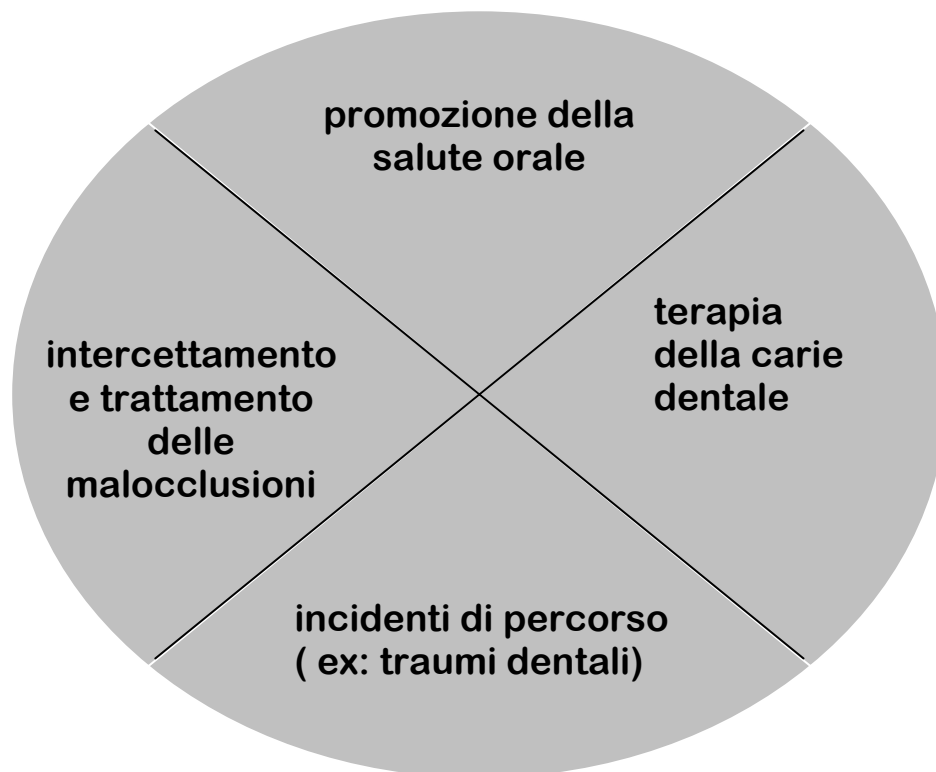 promozione della
salute orale
terapia
della carie
dentale
intercettamento
e trattamento
delle
malocclusioni
incidenti di percorso
( ex: traumi dentali)